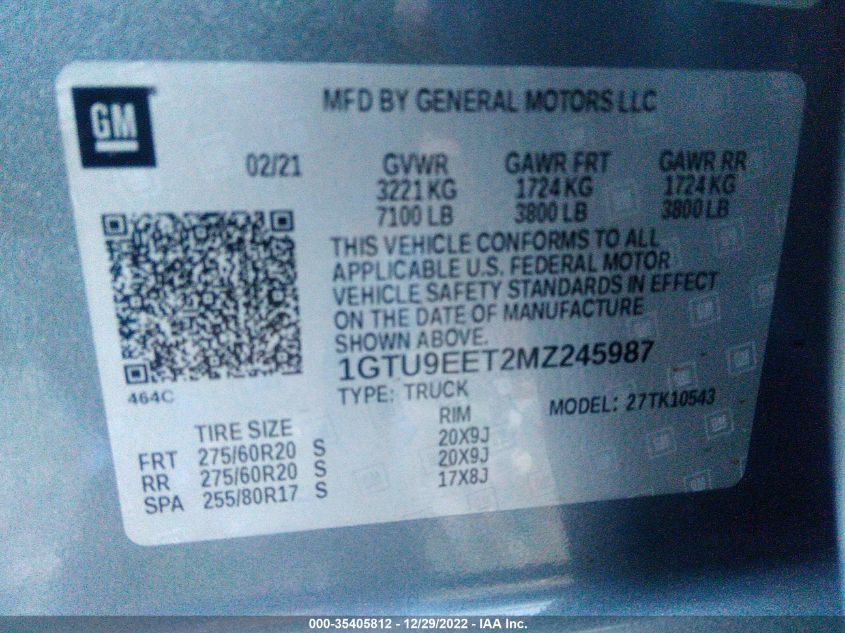 GM
MFD BY GENERAL MOTORS LLC
02/21 GVWR GAWR FRT GAWR RR
3221 KG 1724 KG 1724 KG
7100 LB 3800 LB 3800 LB
THIS VEHICLE CONFORMS TO ALL
APPLICABLE U.S. FEDERAL MOTOR
VEHICLE SAFETY STANDARDS IN EFFECT
ON THE DATE OF MANUFACTURE
SHOWN ABOVE.
1GTU9EET2MZ245987
464C
TYPE: TRUCK MODEL: 27TK10543
TIRE SIZE RIM
FRT 275/60R20 S 20X9J
RR 275/60R20 S 20X9J
SPA 255/80R17 S 17X8J
000-35405812 - 12/29/2022 - IAA Inc.